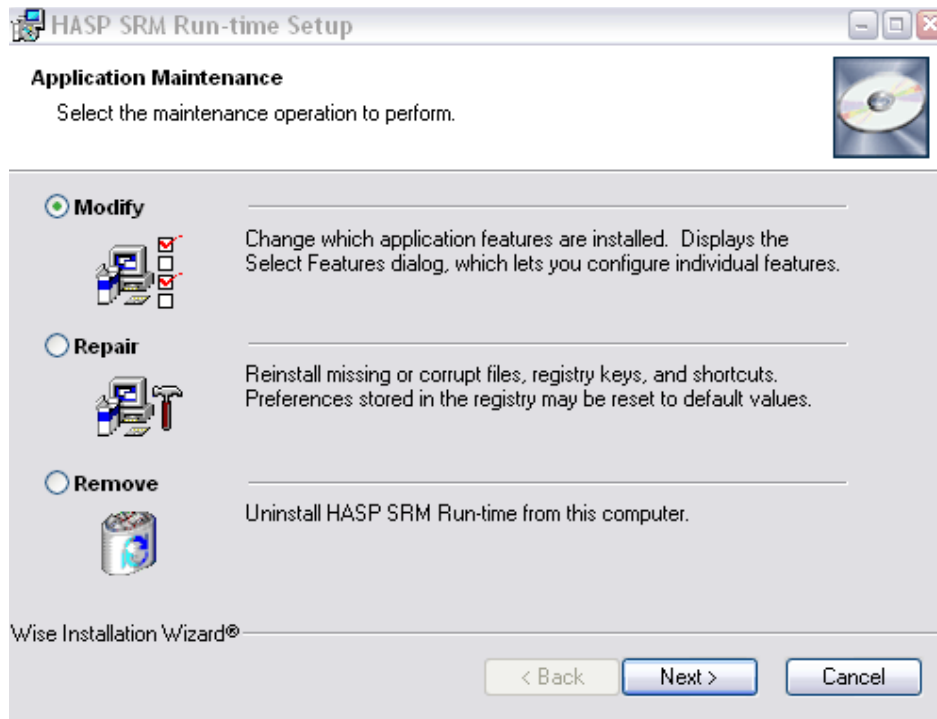 HASP SRM Run-time Setup
Application Maintenance
Select the maintenance operation to perform.
Modify
Change which application features are installed.  Displays the
Select Features dialog, which lets you configure individual features.
Repair
Reinstall missing or corrupt files, registry keys, and shortcuts.
Preferences stored in the registry may be reset to default values.
Remove
Uninstall HASP SRM Run-time from this computer.
Wise Installation Wizard®
< Back
Next >
Cancel